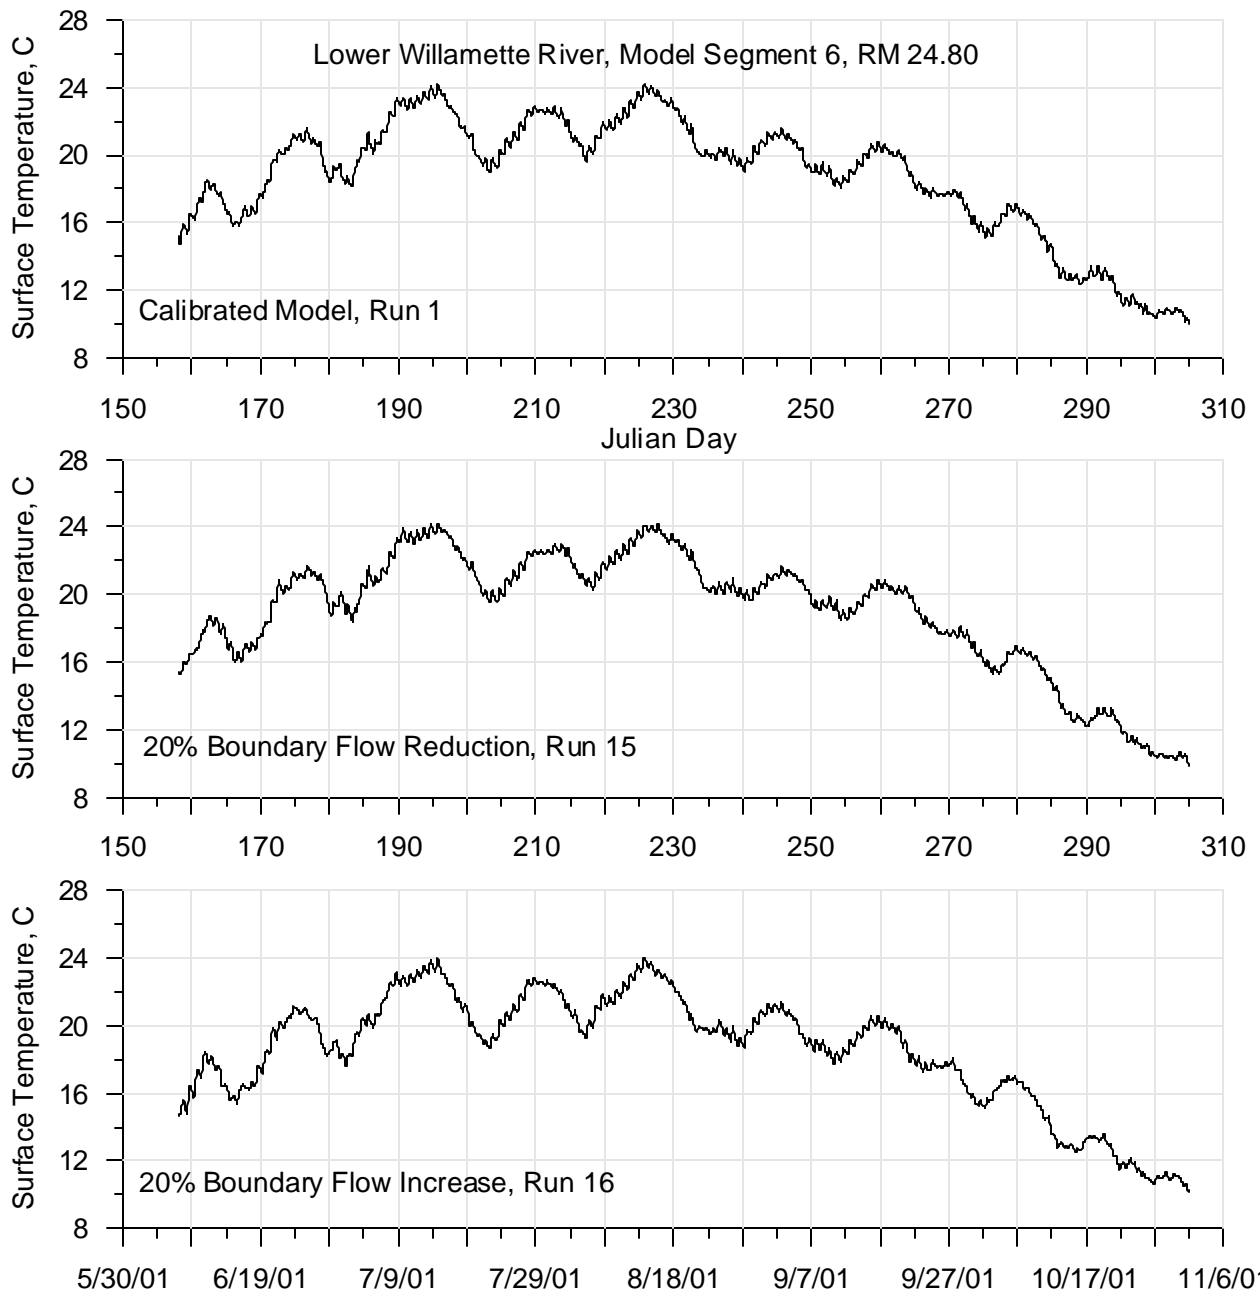 28
Lower Willamette River, Model Segment 6, RM 24.80
24
20
16
12
8
Surface Temperature, C
Calibrated Model, Run 1
150 170 190 210 230 250 270 290 310
Julian Day
28
24
20
16
12
8
Surface Temperature, C
20% Boundary Flow Reduction, Run 15
150 170 190 210 230 250 270 290 310
28
24
20
16
12
8
Surface Temperature, C
20% Boundary Flow Increase, Run 16
5/30/01 6/19/01 7/9/01 7/29/01 8/18/01 9/7/01 9/27/01 10/17/01 11/6/01